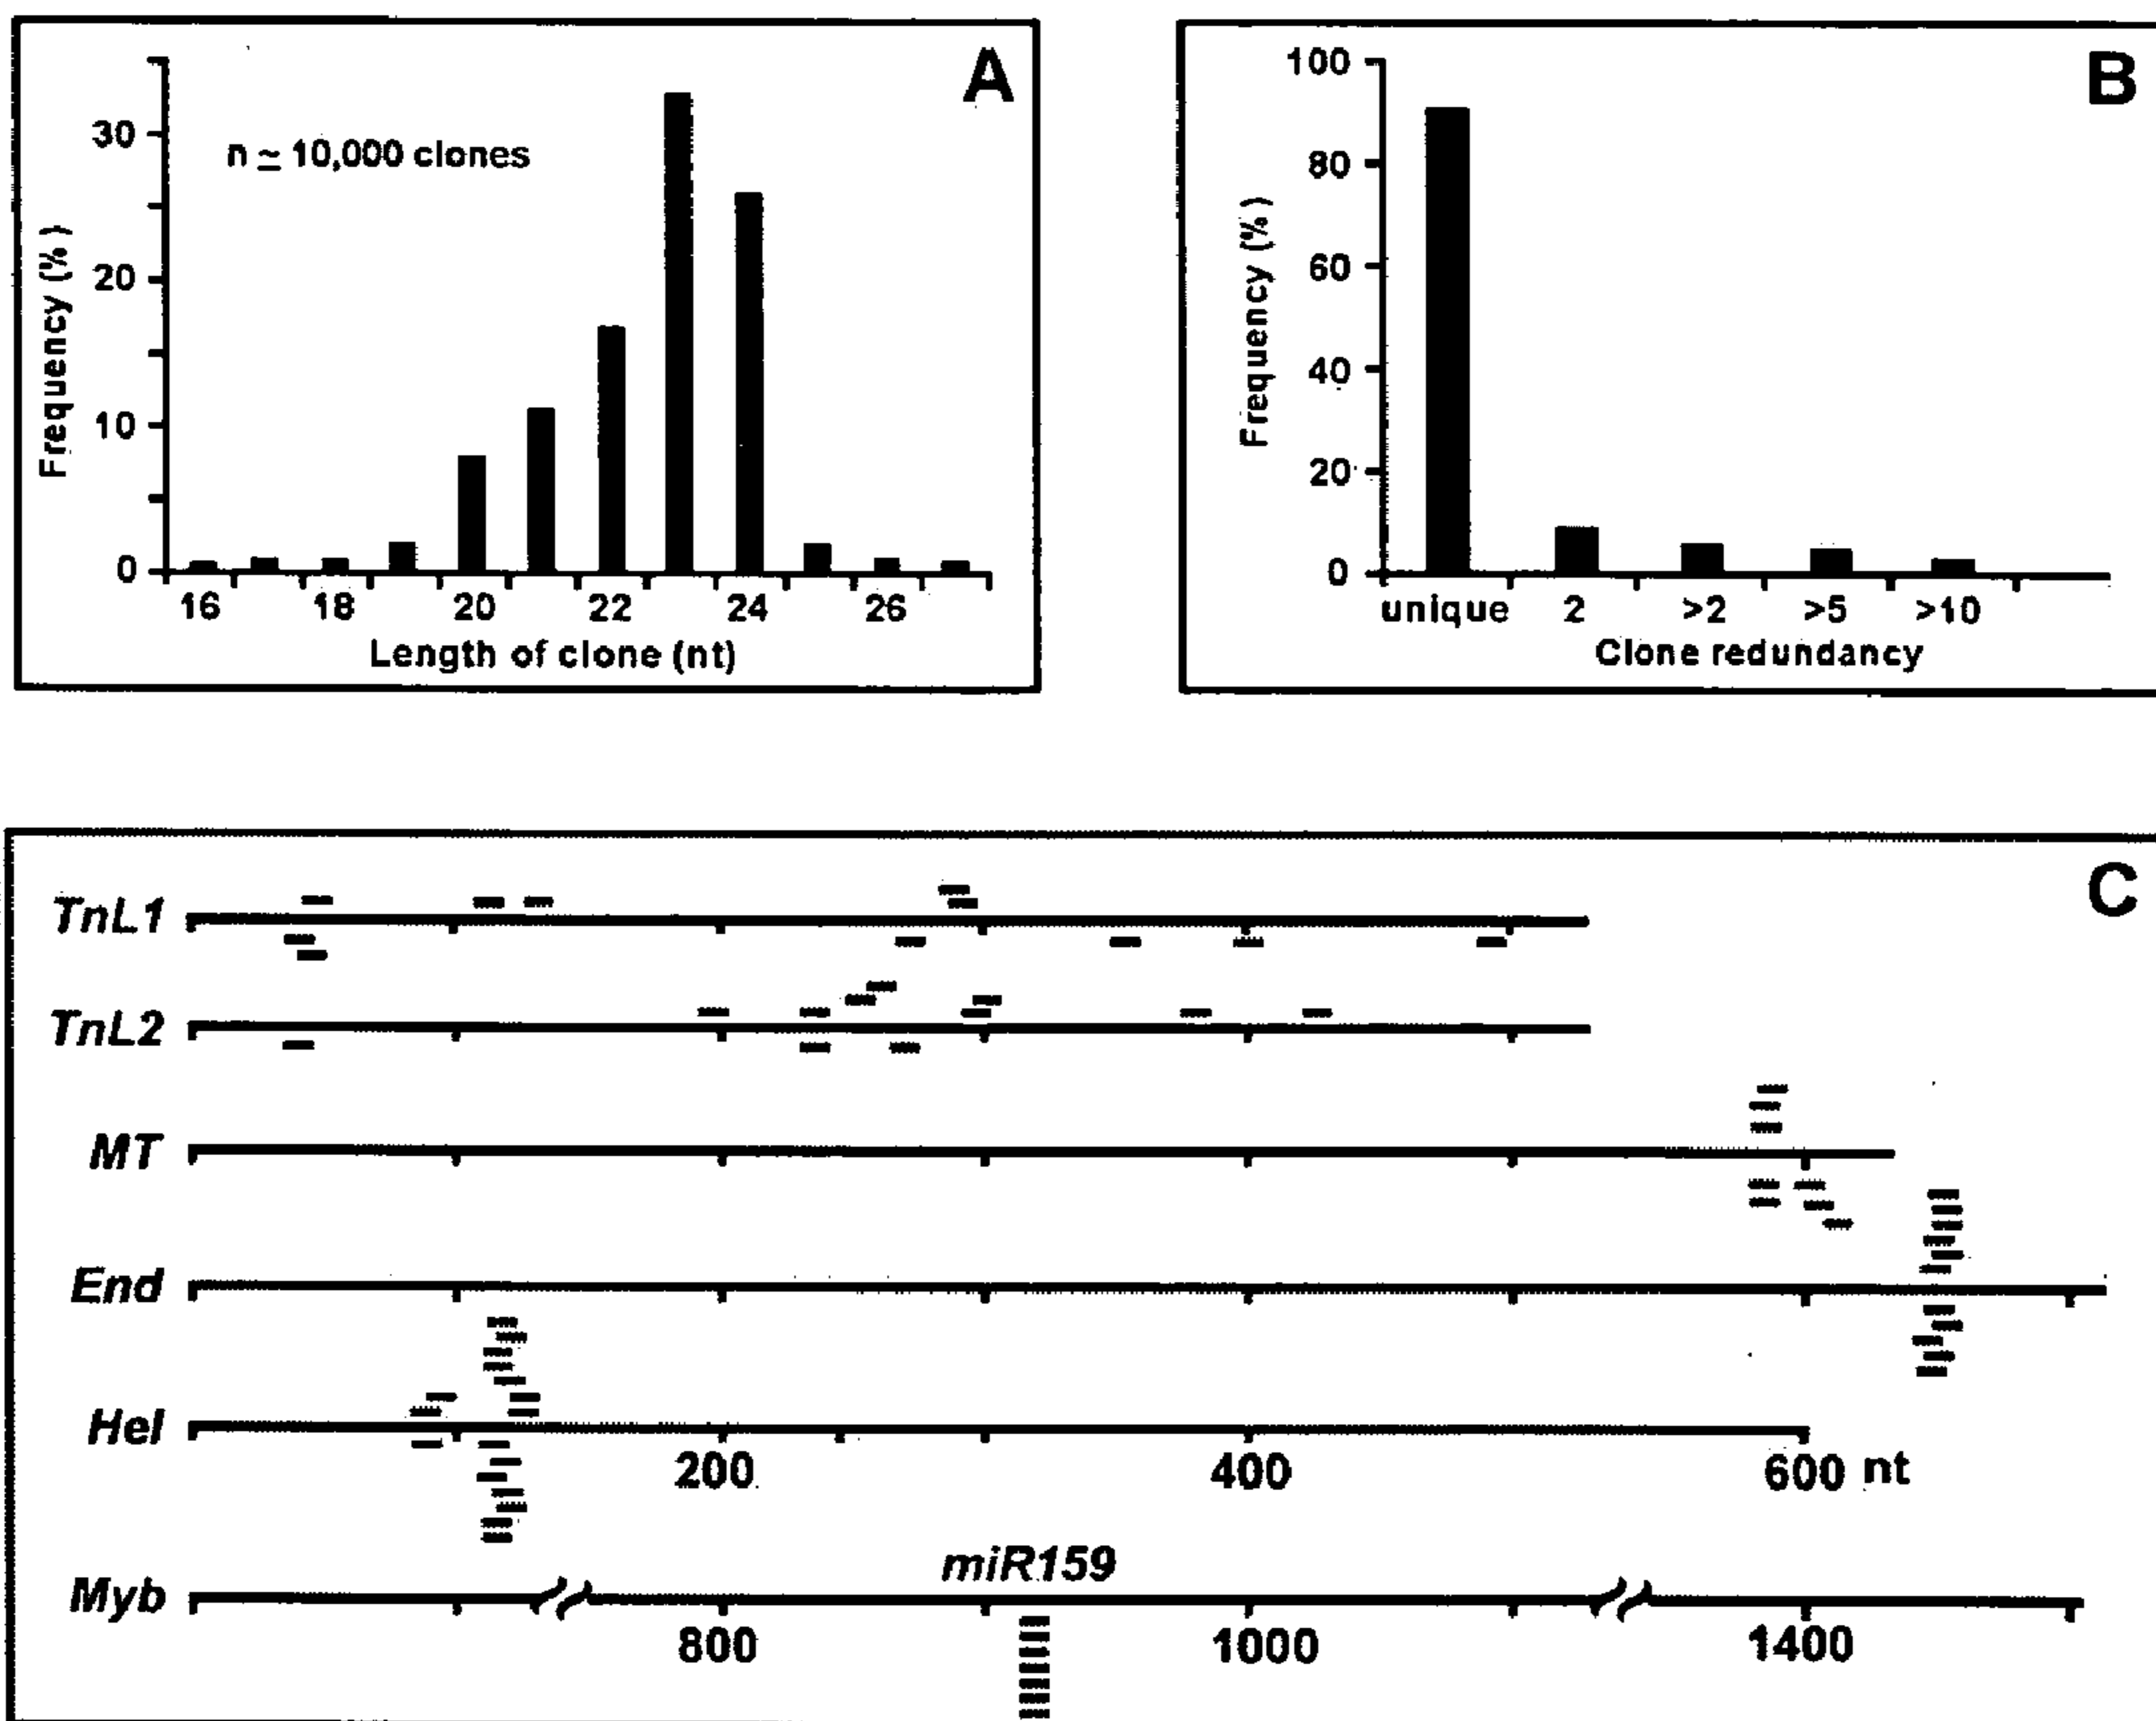 A
30
20
10
0
Frequency (%)
n ≃ 10,000 clones
16 18 20 22 24 26
Length of clone (nt)
B
100
80
60
40
20
0
Frequency (%)
unique 2 >2 >5 >10
Clone redundancy
C
TnL1
TnL2
MT
End
Hel
200 400 600 nt
miR159
Myb
800 1000 1400